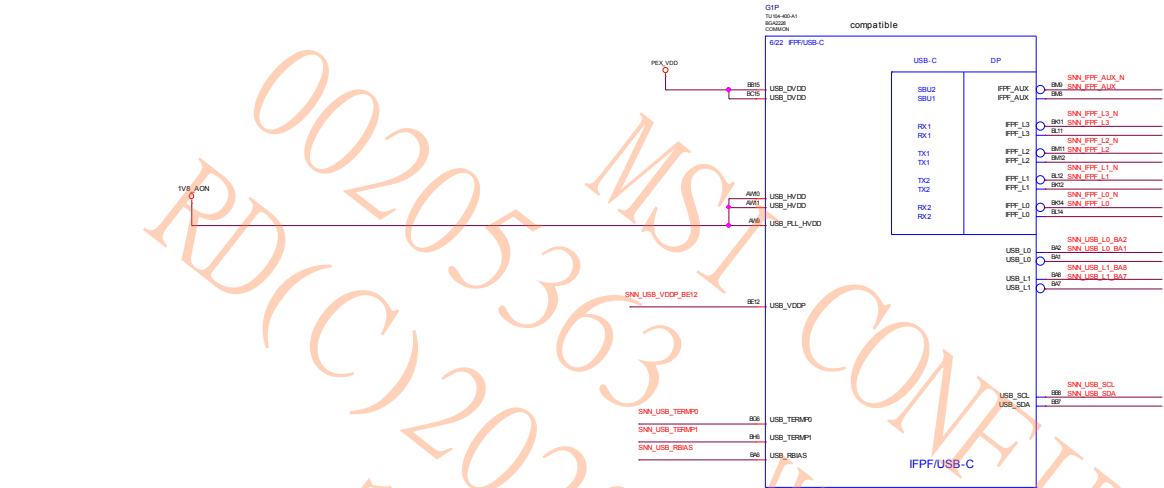 G1P
TU104-400-A1
BGA2228
COMMON
compatible
6/22 IFPF/USB-C
USB-C DP
PEX_VDD
BB15 USB_DVDD
BC15 USB_DVDD
SBU2 IFPF_AUX BM9 SNN_IFPF_AUX_N
SBU1 IFPF_AUX BM8 SNN_IFPF_AUX
RX1 IFPF_L3 BK11 SNN_IFPF_L3_N
RX1 IFPF_L3 BL11 SNN_IFPF_L3
TX1 IFPF_L2 BM11 SNN_IFPF_L2_N
TX1 IFPF_L2 BM12 SNN_IFPF_L2
TX2 IFPF_L1 BL12 SNN_IFPF_L1_N
TX2 IFPF_L1 BK12 SNN_IFPF_L1
RX2 IFPF_L0 BK14 SNN_IFPF_L0_N
RX2 IFPF_L0 BL14 SNN_IFPF_L0
1V8_AON
AW10 USB_HVDD
AW11 USB_HVDD
AW9 USB_PLL_HVDD
USB_L0 BA2 SNN_USB_L0_BA2
USB_L0 BA1 SNN_USB_L0_BA1
USB_L1 BA8 SNN_USB_L1_BA8
USB_L1 BA7 SNN_USB_L1_BA7
SNN_USB_VDDP_BE12 BE12 USB_VDDP
USB_SCL BB8 SNN_USB_SCL
USB_SDA BB7 SNN_USB_SDA
SNN_USB_TERMP0 BG6 USB_TERMP0
SNN_USB_TERMP1 BH6 USB_TERMP1
SNN_USB_RBIAS BA6 USB_RBIAS
IFPF/USB-C
00205363
MSI CONFI
RD(C)202